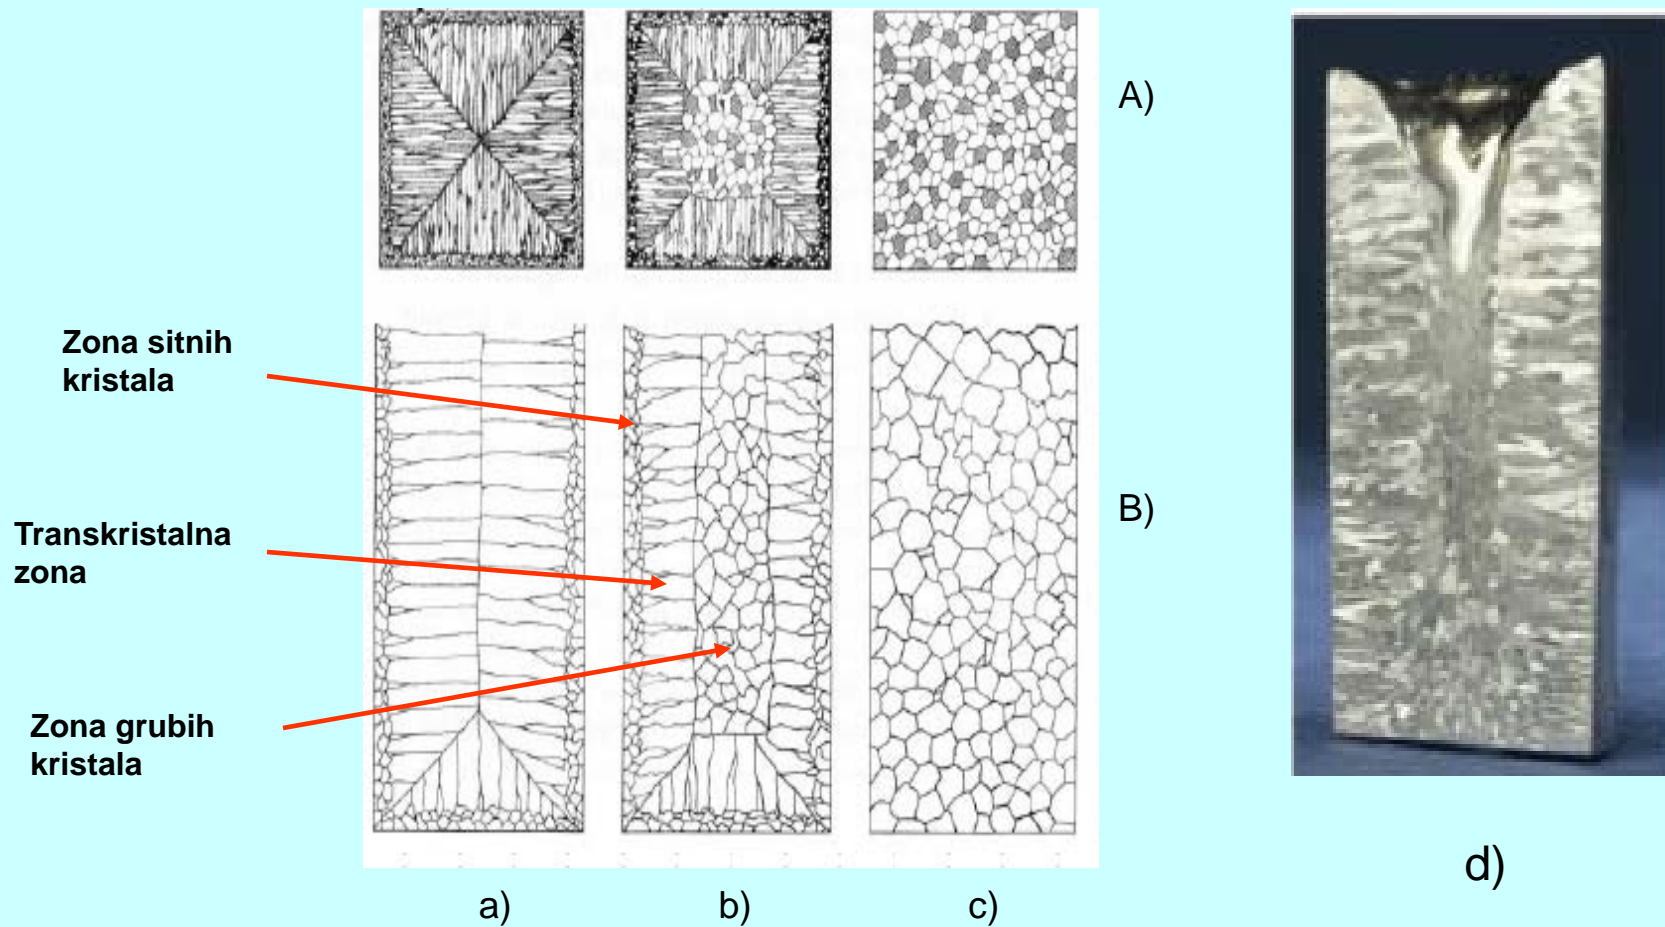 A)
Zona sitnih
kristala
B)
Transkristalna
zona
Zona grubih
kristala
d)
a)
b)
c)